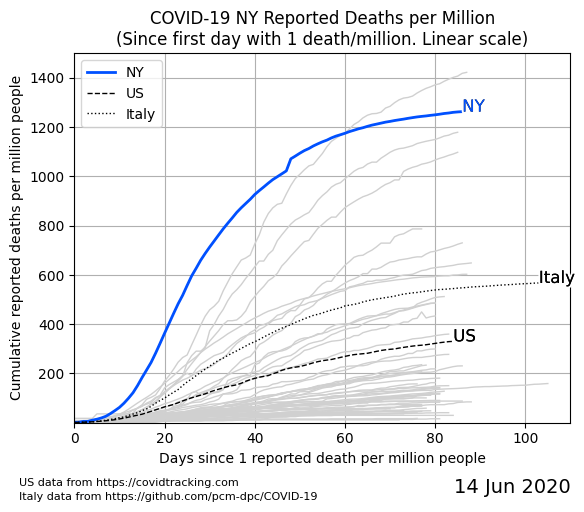 COVID-19 NY Reported Deaths per Million
(Since first day with 1 death/million. Linear scale)
Cumulative reported deaths per million people
1400
1200
1000
800
600
400
200
NY
US
Italy
NY
Italy
US
0 20 40 60 80 100
Days since 1 reported death per million people
US data from https://covidtracking.com
Italy data from https://github.com/pcm-dpc/COVID-19
14 Jun 2020